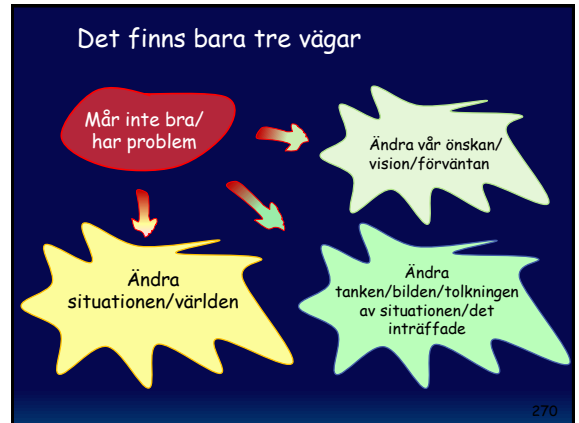 Det finns bara tre vägar
Mår inte bra/
har problem
Ändra vår önskan/
vision/förväntan
Ändra
situationen/världen
Ändra
tanken/bilden/tolkningen
av situationen/det
inträffade
270